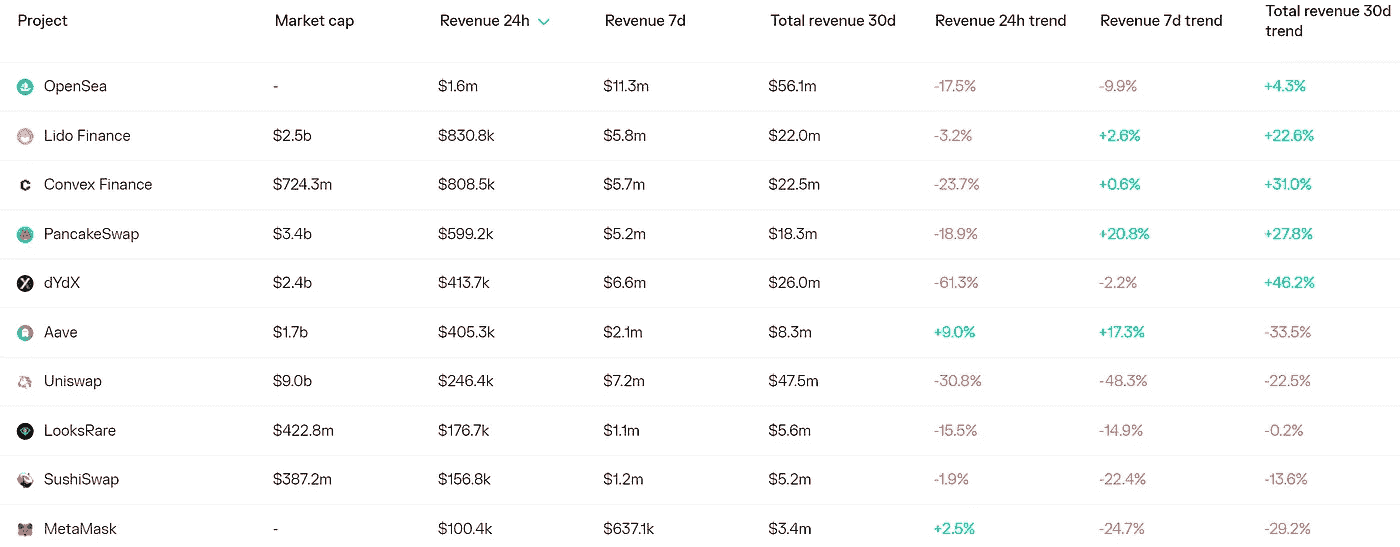 Project Market cap Revenue 24h Revenue 7d Total revenue 30d Revenue 24h trend Revenue 7d trend Total revenue 30d trend
OpenSea - $1.6m $11.3m $56.1m -17.5% -9.9% +4.3%
Lido Finance $2.5b $830.8k $5.8m $22.0m -3.2% +2.6% +22.6%
Convex Finance $724.3m $808.5k $5.7m $22.5m -23.7% +0.6% +31.0%
PancakeSwap $3.4b $599.2k $5.2m $18.3m -18.9% +20.8% +27.8%
dYdX $2.4b $413.7k $6.6m $26.0m -61.3% -2.2% +46.2%
Aave $1.7b $405.3k $2.1m $8.3m +9.0% +17.3% -33.5%
Uniswap $9.0b $246.4k $7.2m $47.5m -30.8% -48.3% -22.5%
LooksRare $422.8m $176.7k $1.1m $5.6m -15.5% -14.9% -0.2%
SushiSwap $387.2m $156.8k $1.2m $5.2m -1.9% -22.4% -13.6%
MetaMask - $100.4k $637.1k $3.4m +2.5% -24.7% -29.2%